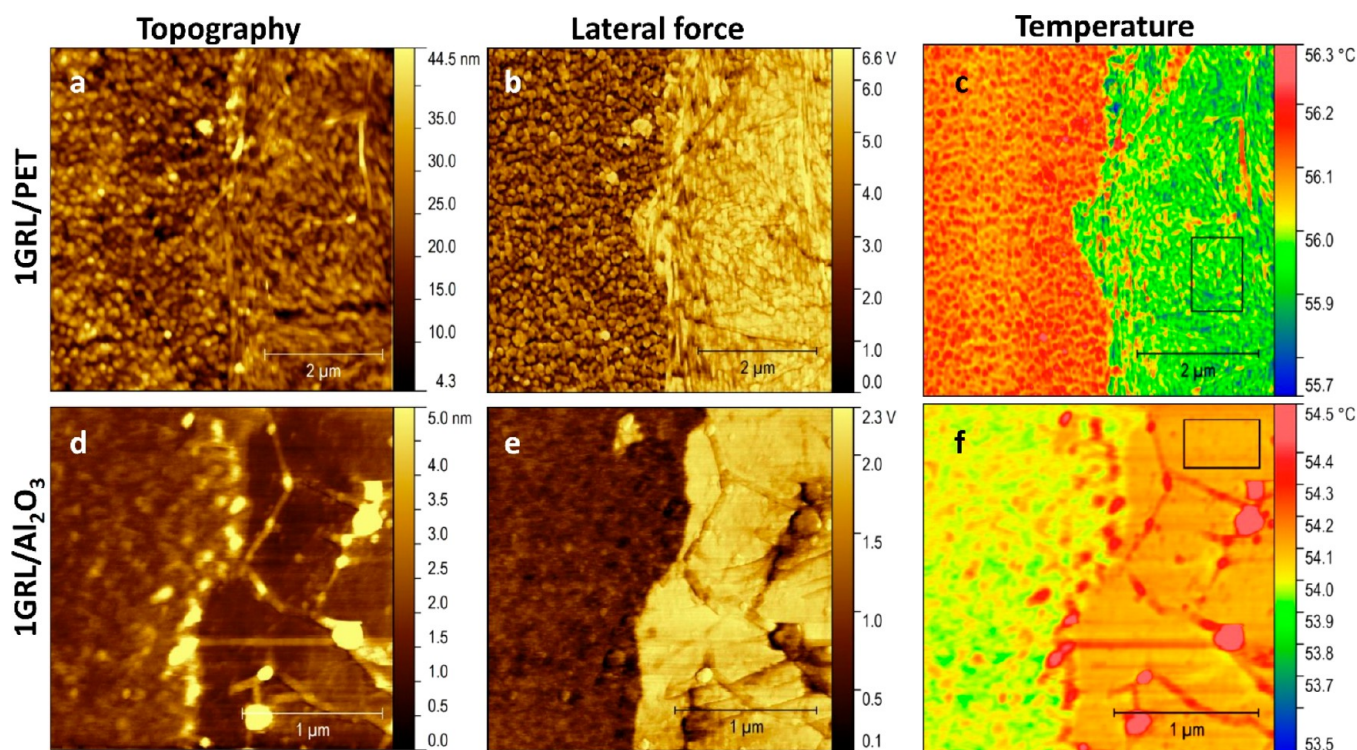 Topography
Lateral force
Temperature
1GRL/PET
a
44.5 nm
40.0
35.0
30.0
25.0
20.0
15.0
10.0
4.3
2 µm
b
6.6 V
6.0
5.0
4.0
3.0
2.0
1.0
0.0
2 µm
c
56.3 °C
56.2
56.1
56.0
55.9
55.7
2 µm
1GRL/Al2O3
d
5.0 nm
4.5
4.0
3.5
3.0
2.5
2.0
1.5
1.0
0.5
0.0
1 µm
e
2.3 V
2.0
1.5
1.0
0.5
0.1
1 µm
f
54.5 °C
54.4
54.3
54.2
54.1
54.0
53.9
53.8
53.7
53.5
1 µm